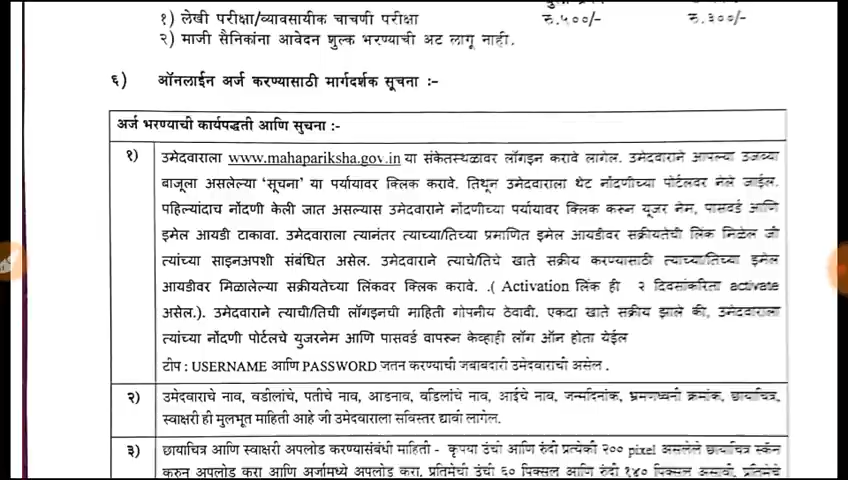 १) लेखी परीक्षा/व्यावसायीक चाचणी परीक्षा रु.५००/- रु.३००/-
२) माजी सैनिकांना आवेदन शुल्क भरण्याची अट लागू नाही.
६) ऑनलाईन अर्ज करण्यासाठी मार्गदर्शक सूचना :-
अर्ज भरण्याची कार्यपद्धती आणि सुचना :-
१) उमेदवाराला www.mahapariksha.gov.in या संकेतस्थळावर लॉगइन करावे लागेल. उमेदवाराने आपल्या उजव्या
बाजूला असलेल्या 'सूचना' या पर्यायावर क्लिक करावे. तिथून उमेदवाराला थेट नोंदणीच्या पोर्टलवर नेले जाईल.
पहिल्यांदाच नोंदणी केली जात असल्यास उमेदवाराने नोंदणीच्या पर्यायावर क्लिक करून यूजर नेम, पासवर्ड आणि
इमेल आयडी टाकावा. उमेदवाराला त्यानंतर त्याच्या/तिच्या प्रमाणित इमेल आयडीवर सक्रीयतेची लिंक मिळेल जी
त्यांच्या साइनअपशी संबंधित असेल. उमेदवाराने त्याचे/तिचे खाते सक्रीय करण्यासाठी त्याच्या/तिच्या इमेल
आयडीवर मिळालेल्या सक्रीयतेच्या लिंकवर क्लिक करावे. .( Activation लिंक ही २ दिवसांकरिता activate
असेल.). उमेदवाराने त्याची/तिची लॉगइनची माहिती गोपनीय ठेवावी. एकदा खाते सक्रीय झाले की, उमेदवाराला
त्यांच्या नोंदणी पोर्टलचे युजरनेम आणि पासवर्ड वापरून केव्हाही लॉग ऑन होता येईल
टीप : USERNAME आणि PASSWORD जतन करण्याची जबाबदारी उमेदवाराची असेल .
२) उमेदवाराचे नाव, वडीलांचे, पतीचे नाव, आडनाव, वडिलांचे नाव, आईचे नाव, जन्मदिनांक, भ्रमणध्वनी क्रमांक, छायाचित्र,
स्वाक्षरी ही मुलभूत माहिती आहे जी उमेदवाराला सविस्तर द्यावी लागेल.
३) छायाचित्र आणि स्वाक्षरी अपलोड करण्यासंबंधी माहिती - कृपया उंची आणि रुंदी प्रत्येकी २०० pixel असलेले छायाचित्र स्कॅन
करुन अपलोड करा आणि अर्जामध्ये अपलोड करा. प्रतिमेची उंची ६० पिक्सल आणि रुंदी १४० पिक्सल असावी. प्रतिमेचे